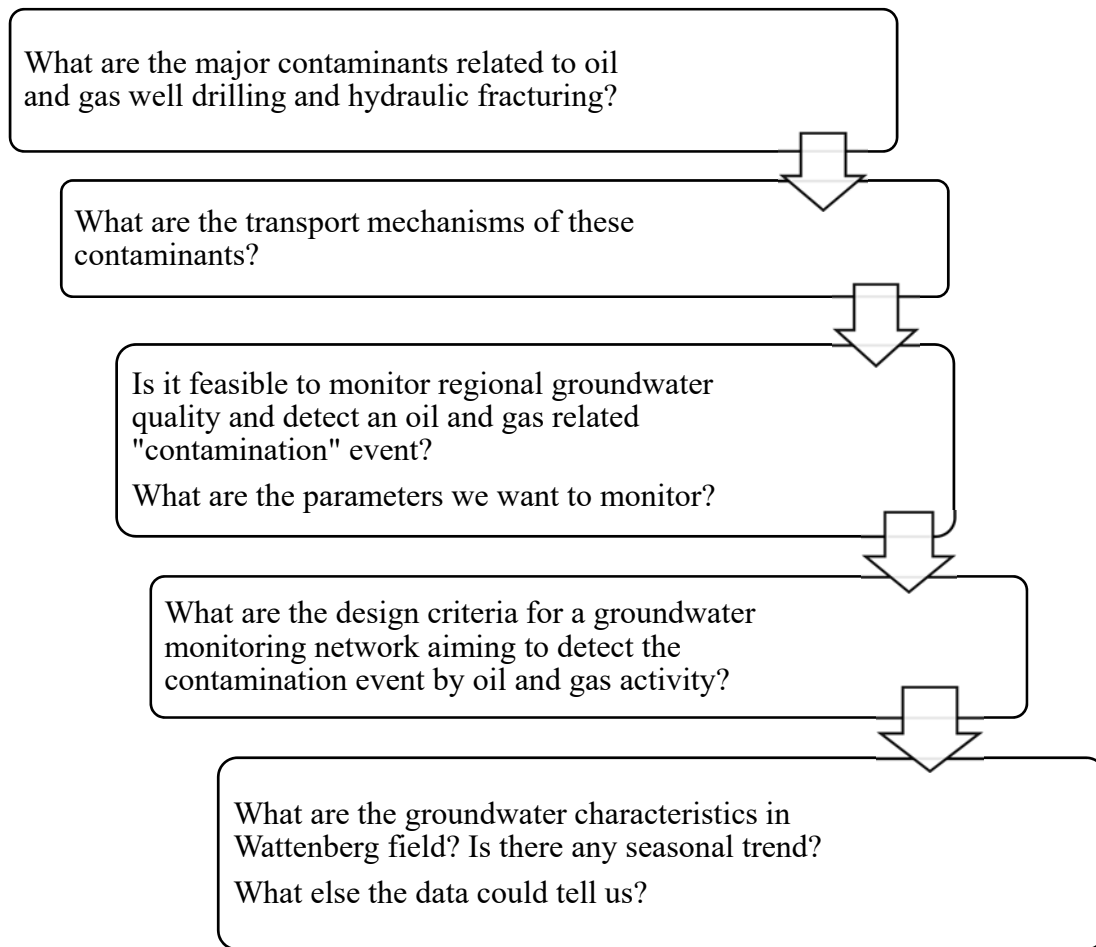 What are the major contaminants related to oil
and gas well drilling and hydraulic fracturing?
What are the transport mechanisms of these
contaminants?
Is it feasible to monitor regional groundwater
quality and detect an oil and gas related
"contamination" event?
What are the parameters we want to monitor?
What are the design criteria for a groundwater
monitoring network aiming to detect the
contamination event by oil and gas activity?
What are the groundwater characteristics in
Wattenberg field? Is there any seasonal trend?
What else the data could tell us?